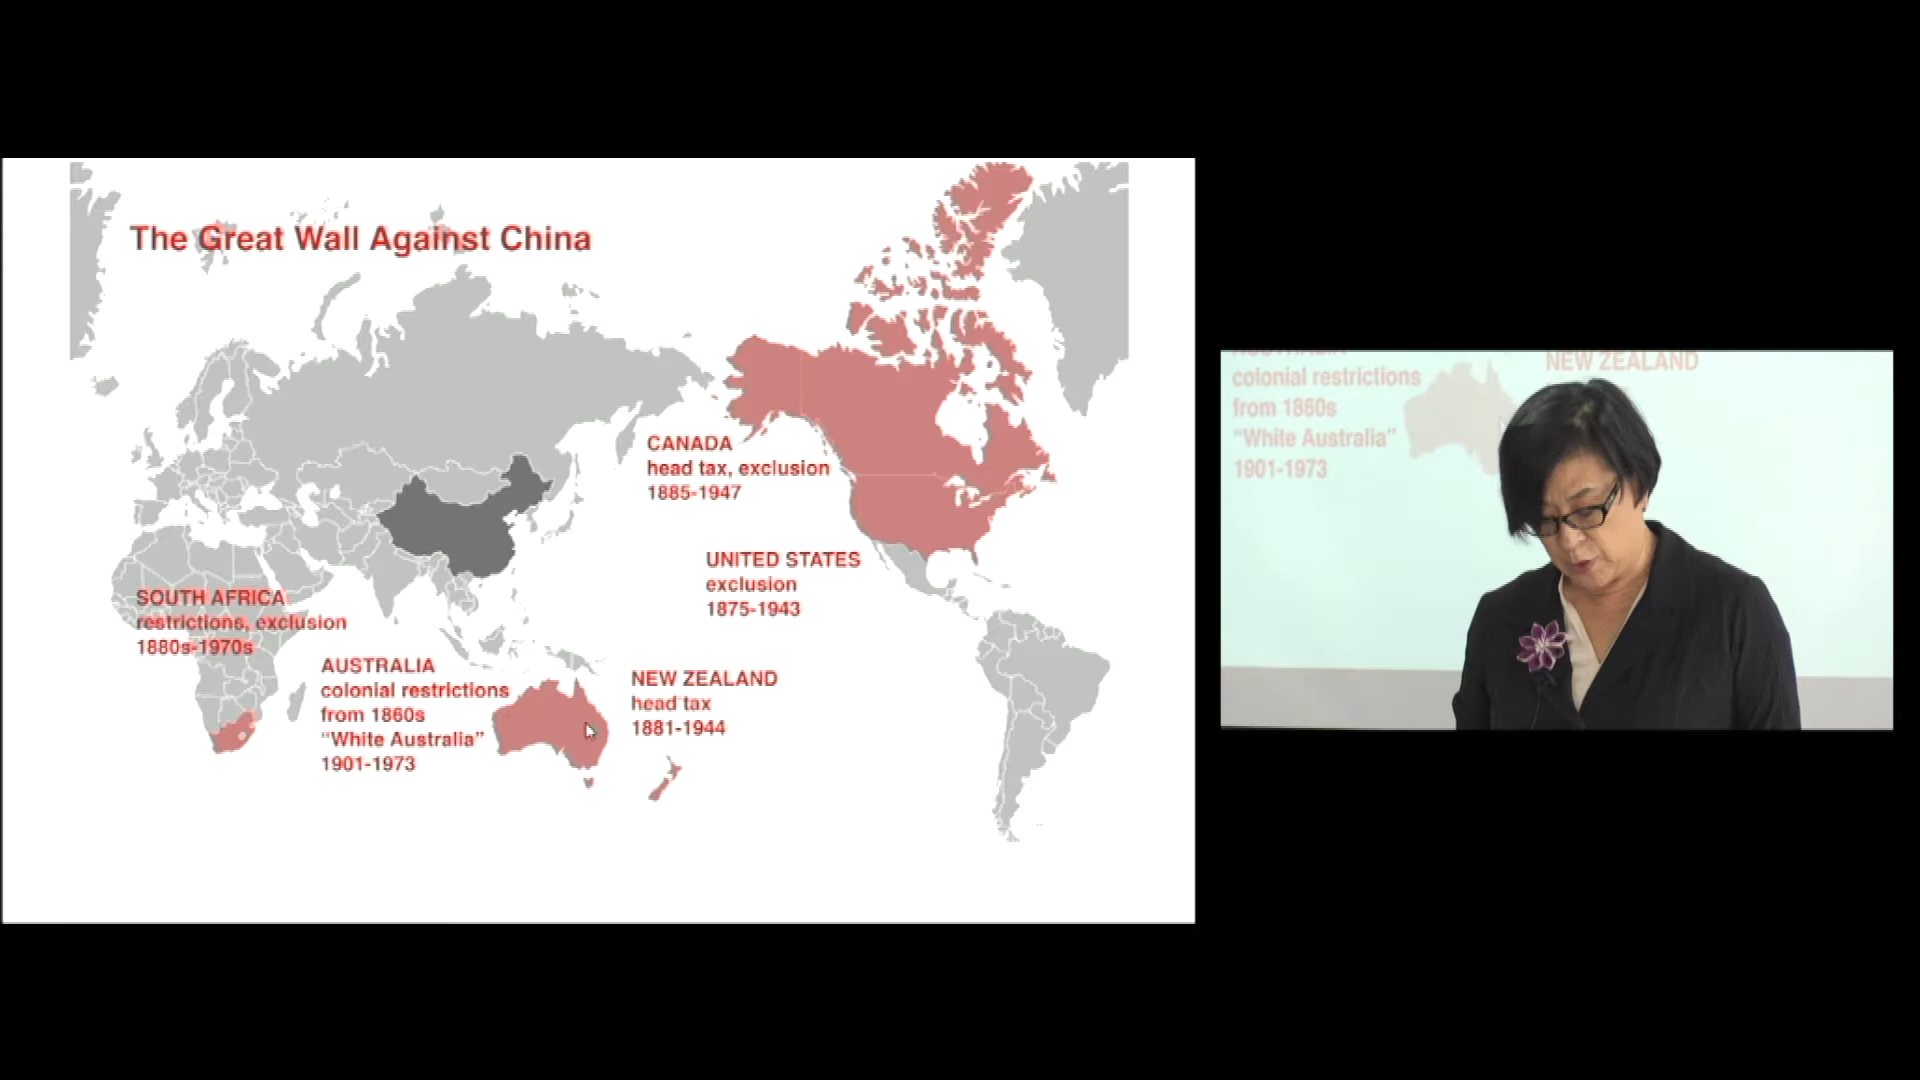 The Great Wall Against China
CANADA
head tax, exclusion
1885-1947
UNITED STATES
exclusion
1875-1943
SOUTH AFRICA
restrictions, exclusion
1880s-1970s
AUSTRALIA
colonial restrictions
from 1860s
“White Australia”
1901-1973
NEW ZEALAND
head tax
1881-1944
AUSTRALIA
colonial restrictions
from 1860s
“White Australia”
1901-1973
NEW ZEALAND